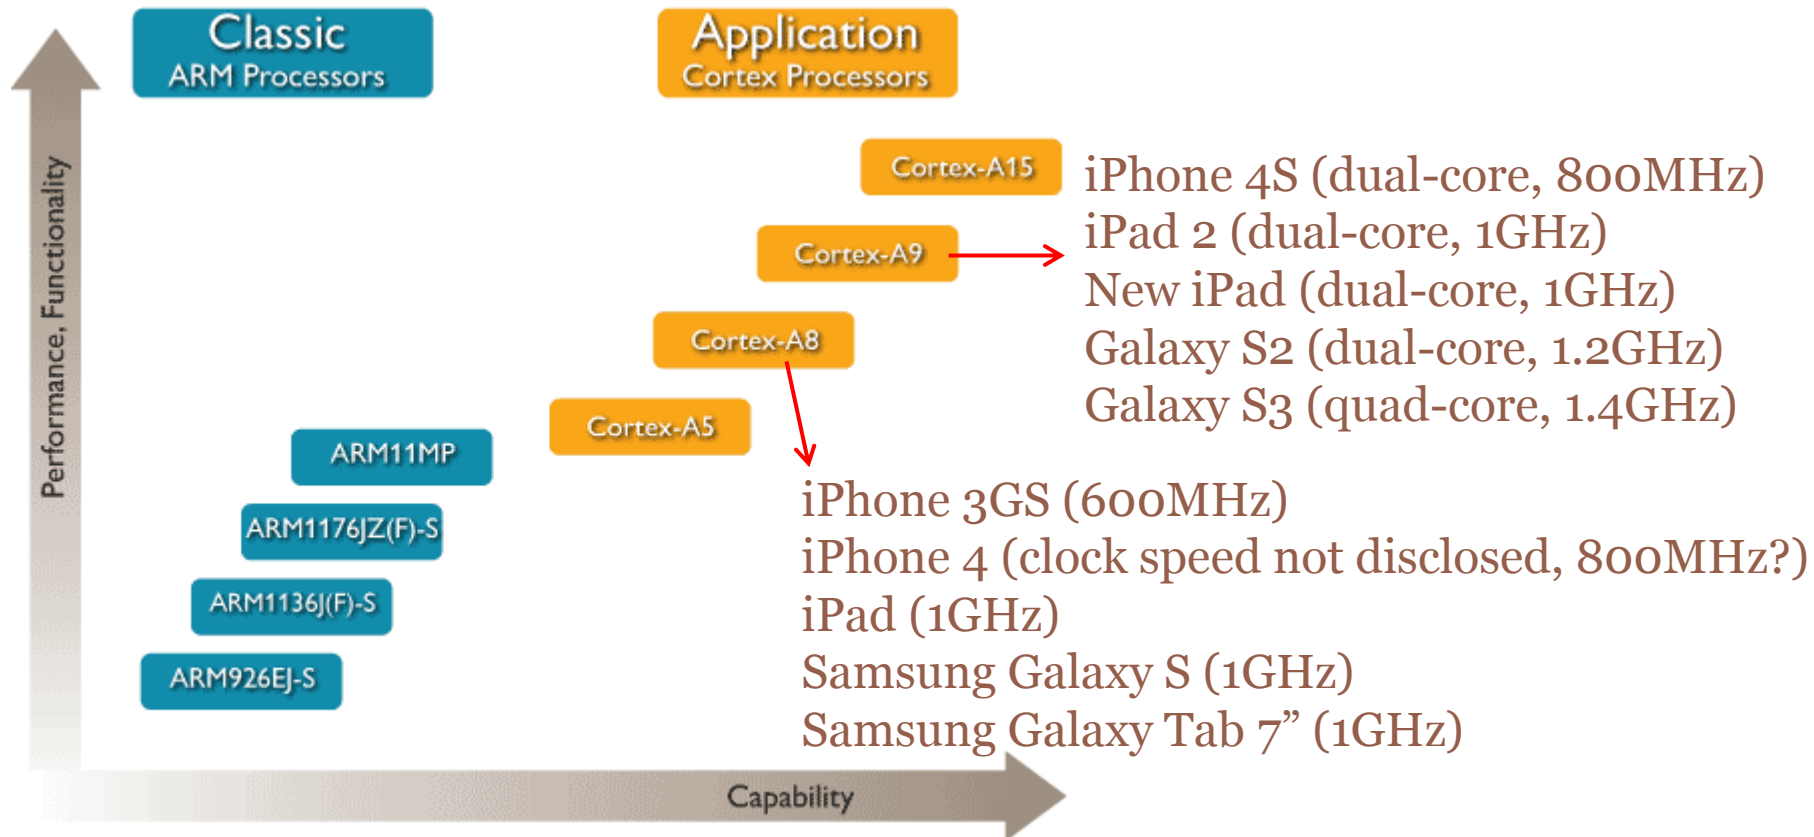 Classic
ARM Processors
Application
Cortex Processors
Performance, Functionality
Cortex-A15
Cortex-A9
Cortex-A8
Cortex-A5
ARM11MP
ARM1176JZ(F)-S
ARM1136J(F)-S
ARM926EJ-S
iPhone 4S (dual-core, 800MHz)
iPad 2 (dual-core, 1GHz)
New iPad (dual-core, 1GHz)
Galaxy S2 (dual-core, 1.2GHz)
Galaxy S3 (quad-core, 1.4GHz)
iPhone 3GS (600MHz)
iPhone 4 (clock speed not disclosed, 800MHz?)
iPad (1GHz)
Samsung Galaxy S (1GHz)
Samsung Galaxy Tab 7” (1GHz)
Capability